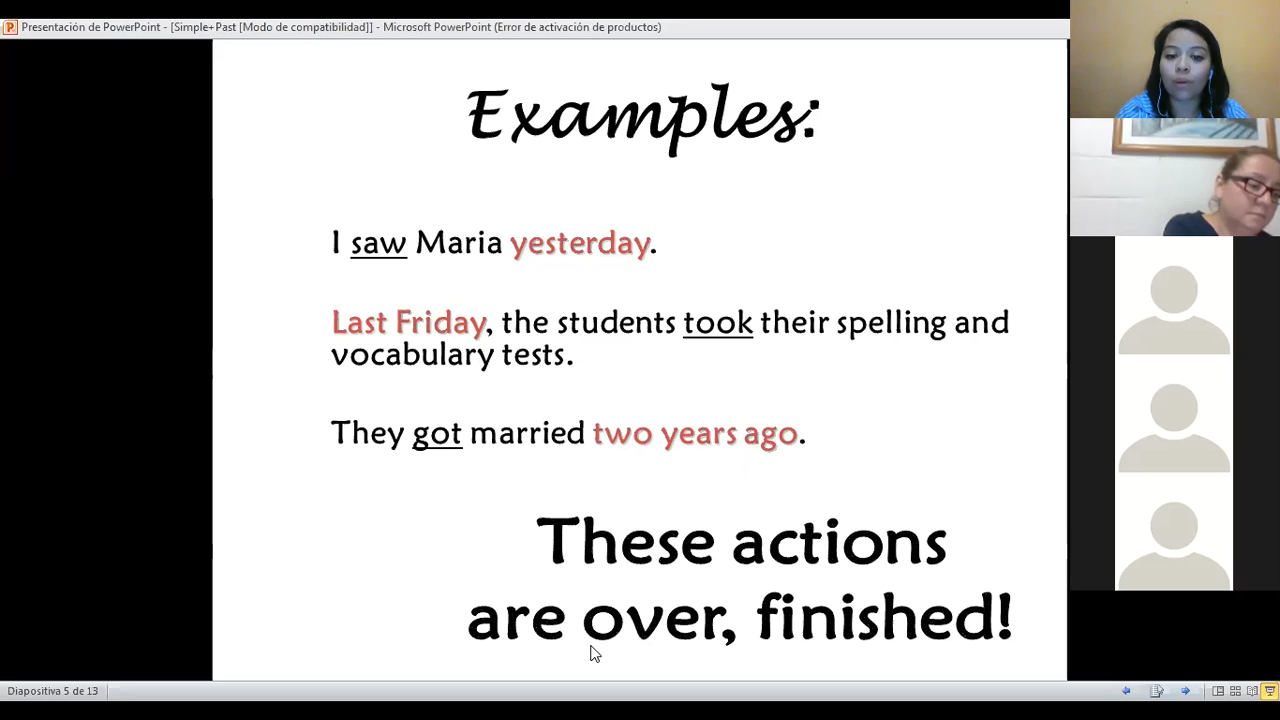 Presentación de PowerPoint - [Simple+Past [Modo de compatibilidad]] - Microsoft PowerPoint (Error de activación de productos)
Examples:
I saw Maria yesterday.
Last Friday, the students took their spelling and
vocabulary tests.
They got married two years ago.
These actions
are over, finished!
Diapositiva 5 de 13